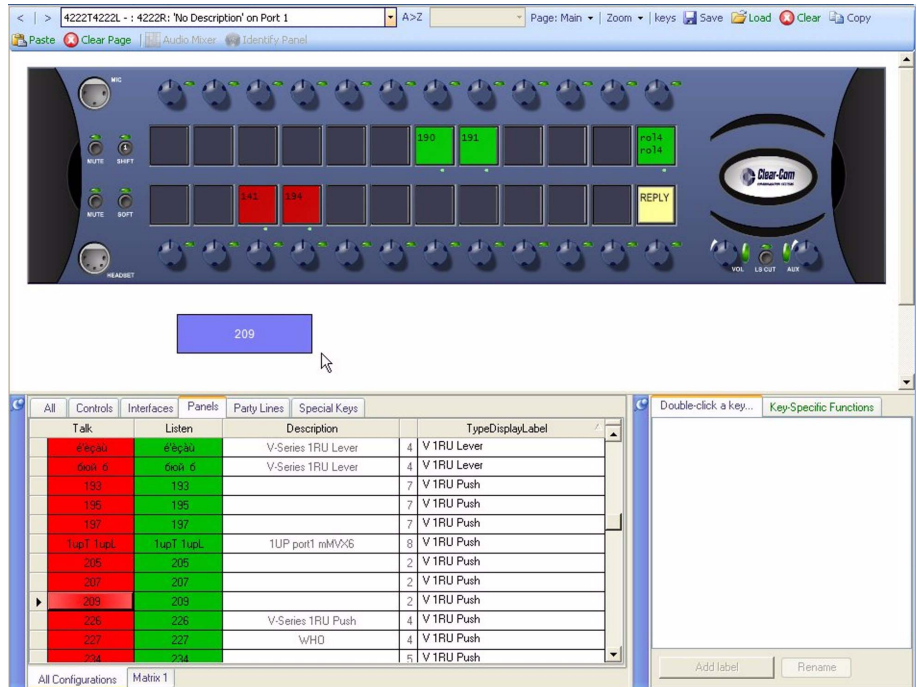 < | > 4222T4222L - : 4222R: 'No Description' on Port 1 A>Z Page: Main Zoom keys Save Load Clear Copy
Paste Clear Page Audio Mixer Identify Panel
MIC
190 191 rol4
rol4
MUTE SHIFT
Clear-Com
141 194 REPLY
MUTE SOFT
HEADSET
VOL LS CUT AUX
209
All Controls Interfaces Panels Party Lines Special Keys
Talk Listen Description TypeDisplayLabel
é'èçàù é'èçàù V-Series 1RU Lever 4 V 1RU Lever
бюй б бюй б V-Series 1RU Lever 4 V 1RU Lever
193 193 7 V 1RU Push
195 195 7 V 1RU Push
197 197 7 V 1RU Push
1upT 1upL 1upT 1upL 1UP port1 mMVX6 8 V 1RU Push
205 205 2 V 1RU Push
207 207 2 V 1RU Push
209 209 2 V 1RU Push
226 226 V-Series 1RU Push 4 V 1RU Push
227 227 WHO 4 V 1RU Push
234 234 5 V 1RU Push
All Configurations Matrix 1
Double-click a key... Key-Specific Functions
Add label Rename